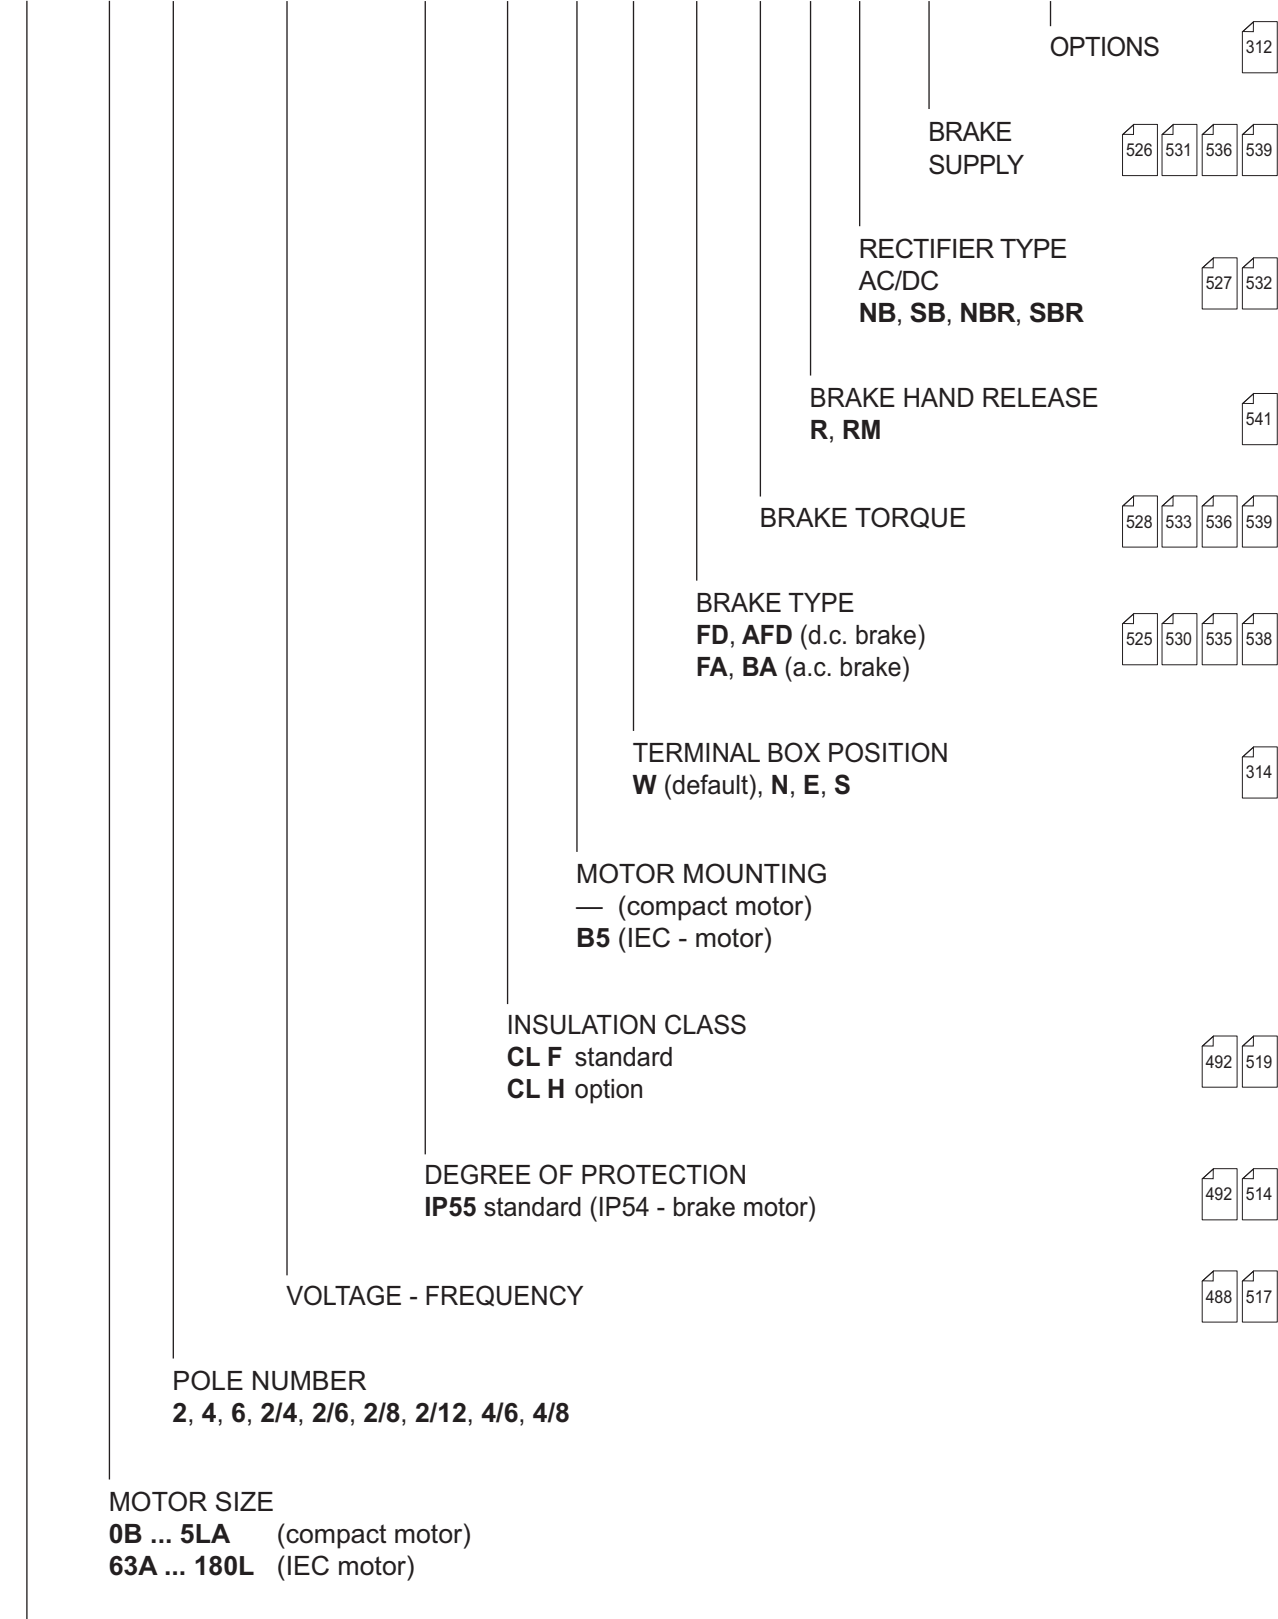 OPTIONS 312
BRAKE
SUPPLY 526 531 536 539
RECTIFIER TYPE
AC/DC 527 532
NB, SB, NBR, SBR
BRAKE HAND RELEASE
R, RM 541
BRAKE TORQUE 528 533 536 539
BRAKE TYPE
FD, AFD (d.c. brake) 525 530 535 538
FA, BA (a.c. brake)
TERMINAL BOX POSITION
W (default), N, E, S 314
MOTOR MOUNTING
— (compact motor)
B5 (IEC - motor)
INSULATION CLASS
CL F standard 492 519
CL H option
DEGREE OF PROTECTION
IP55 standard (IP54 - brake motor) 492 514
VOLTAGE - FREQUENCY 488 517
POLE NUMBER
2, 4, 6, 2/4, 2/6, 2/8, 2/12, 4/6, 4/8
MOTOR SIZE
0B ... 5LA (compact motor)
63A ... 180L (IEC motor)